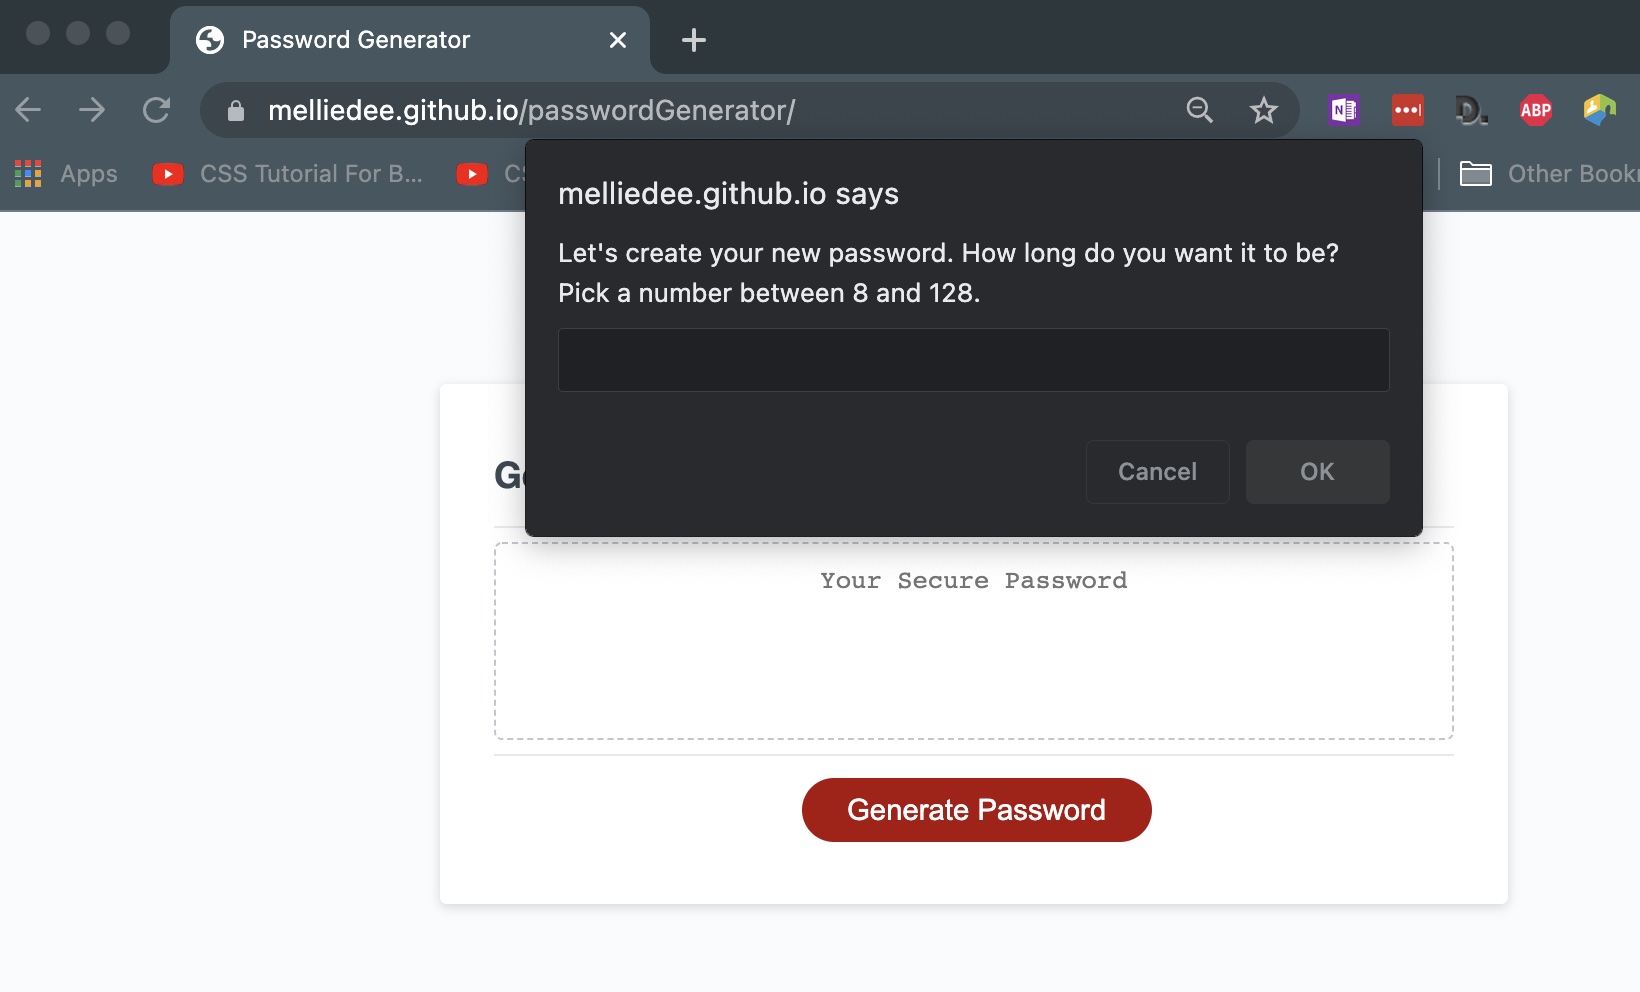 Password Generator
melliedee.github.io/passwordGenerator/
ABP
Apps
CSS Tutorial For B...
Other Book
melliedee.github.io says
Let's create your new password. How long do you want it to be?
Pick a number between 8 and 128.
Cancel
OK
Your Secure Password
Generate Password